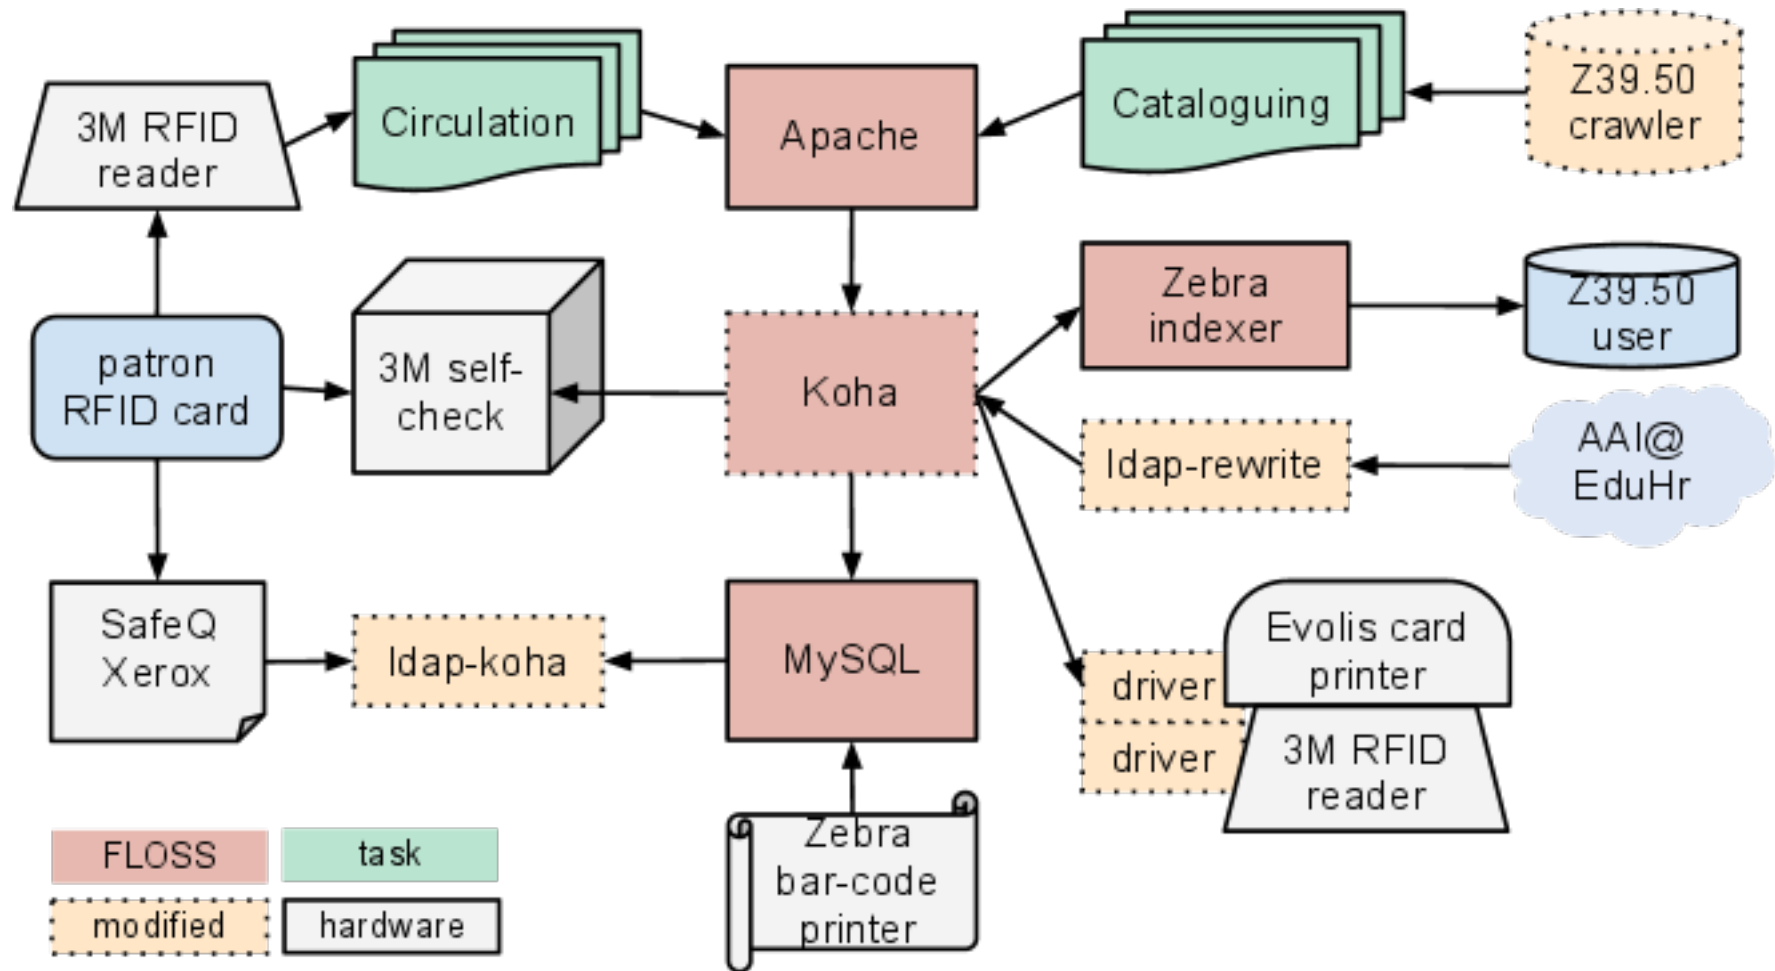 3M RFID
reader
Circulation
Apache
Cataloguing
Z39.50
crawler
patron
RFID card
3M self-
check
Koha
Zebra
indexer
Z39.50
user
ldap-rewrite
AAI@
EduHr
SafeQ
Xerox
ldap-koha
MySQL
driver
driver
Evolis card
printer
3M RFID
reader
Zebra
bar-code
printer
FLOSS
task
modified
hardware